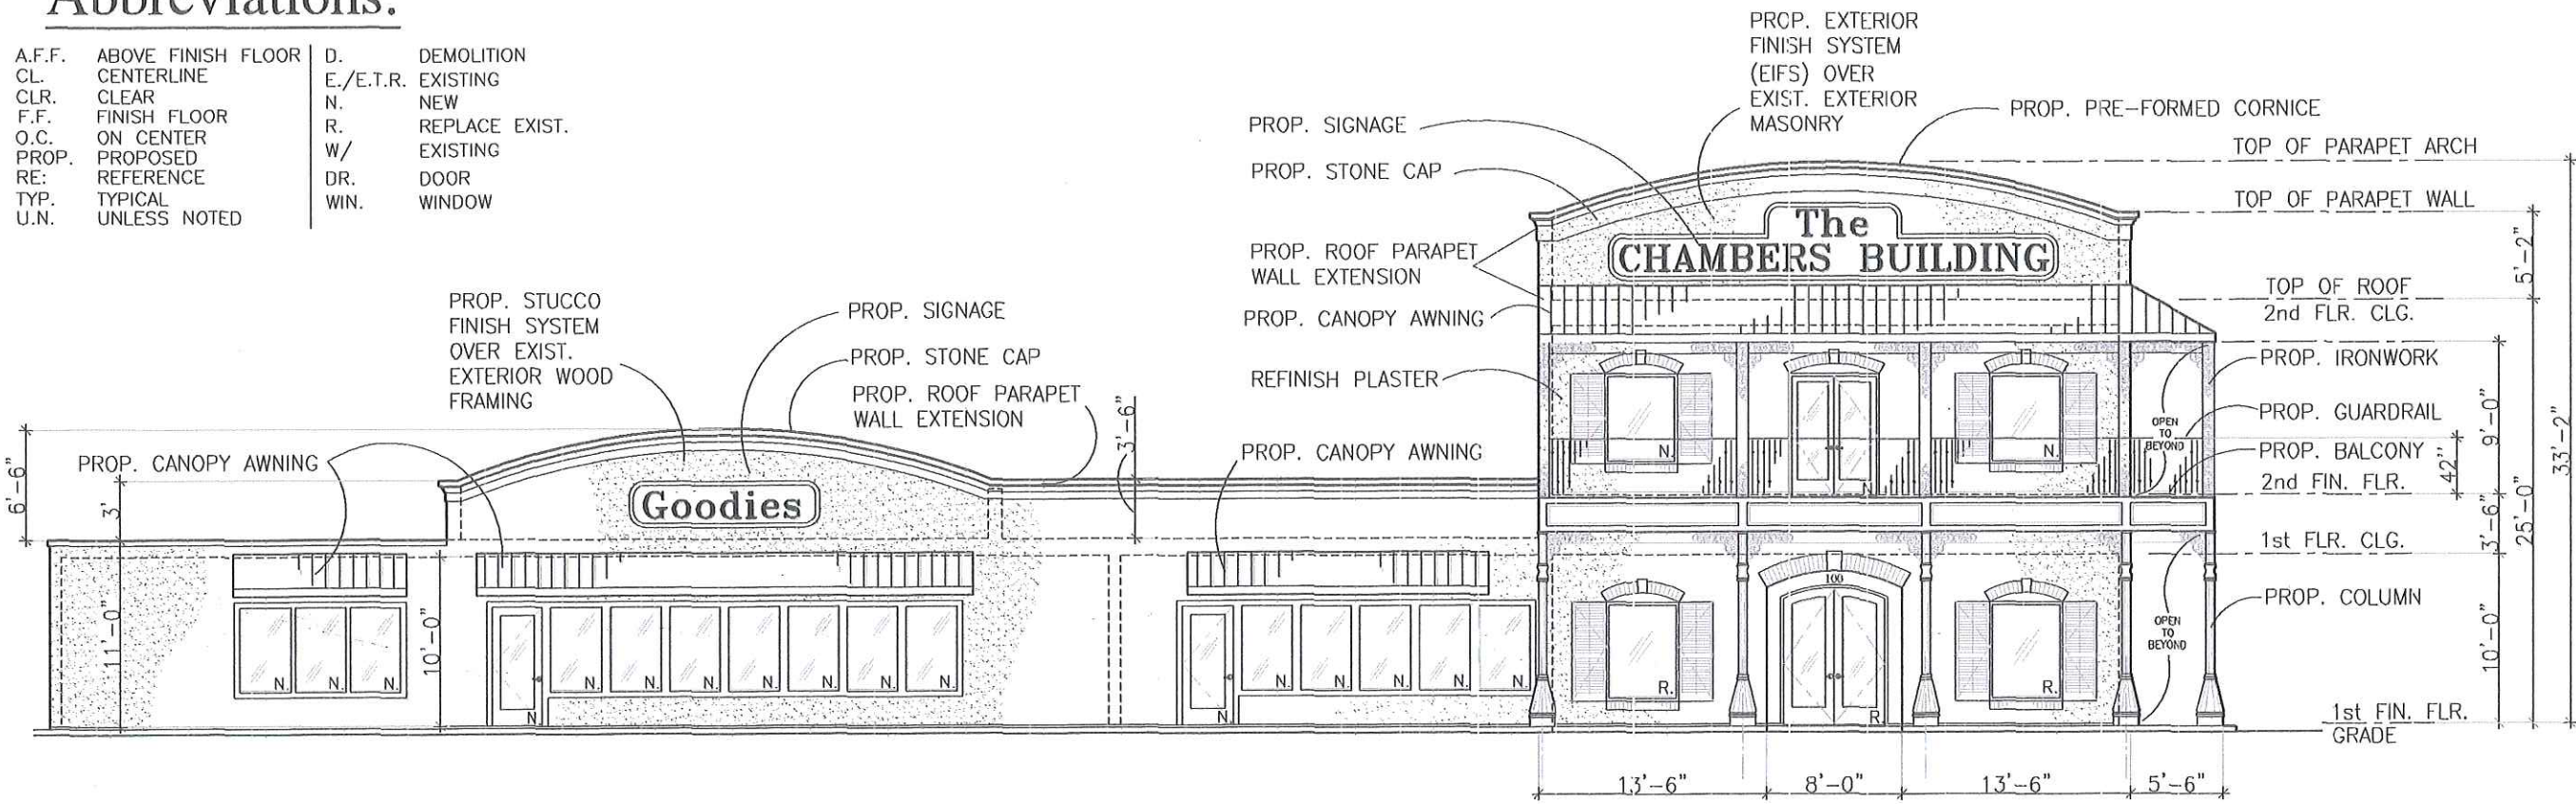 Abbreviations:
A.F.F. ABOVE FINISH FLOOR
CL. CENTERLINE
CLR. CLEAR
F.F. FINISH FLOOR
O.C. ON CENTER
PROP. PROPOSED
RE: REFERENCE
TYP. TYPICAL
U.N. UNLESS NOTED
D. DEMOLITION
E./E.T.R. EXISTING
N. NEW
R. REPLACE EXIST.
W/ EXISTING
DR. DOOR
WIN. WINDOW
PROP. EXTERIOR
FINISH SYSTEM
(EIFS) OVER
EXIST. EXTERIOR
MASONRY
PROP. PRE-FORMED CORNICE
PROP. SIGNAGE
PROP. STONE CAP
PROP. ROOF PARAPET
WALL EXTENSION
PROP. CANOPY AWNING
REFINISH PLASTER
PROP. CANOPY AWNING
The
CHAMBERS BUILDING
TOP OF PARAPET ARCH
TOP OF PARAPET WALL
5'-2"
TOP OF ROOF
2nd FLR. CLG.
PROP. IRONWORK
PROP. GUARDRAIL
PROP. BALCONY
2nd FIN. FLR.
1st FLR. CLG.
PROP. COLUMN
1st FIN. FLR.
GRADE
9'-0"
42"
3'-6"
25'-0"
33'-2"
10'-0"
OPEN
TO
BEYOND
OPEN
TO
BEYOND
N.
N.
N.
100
R.
R.
R.
13'-6"
8'-0"
13'-6"
5'-6"
PROP. STUCCO
FINISH SYSTEM
OVER EXIST.
EXTERIOR WOOD
FRAMING
PROP. SIGNAGE
PROP. STONE CAP
PROP. ROOF PARAPET
WALL EXTENSION
3'-6"
PROP. CANOPY AWNING
6'-6"
3'
Goodies
11'-0"
10'-0"
N. N. N.
N. N. N. N. N. N. N.
N.
N. N. N. N. N.
N.